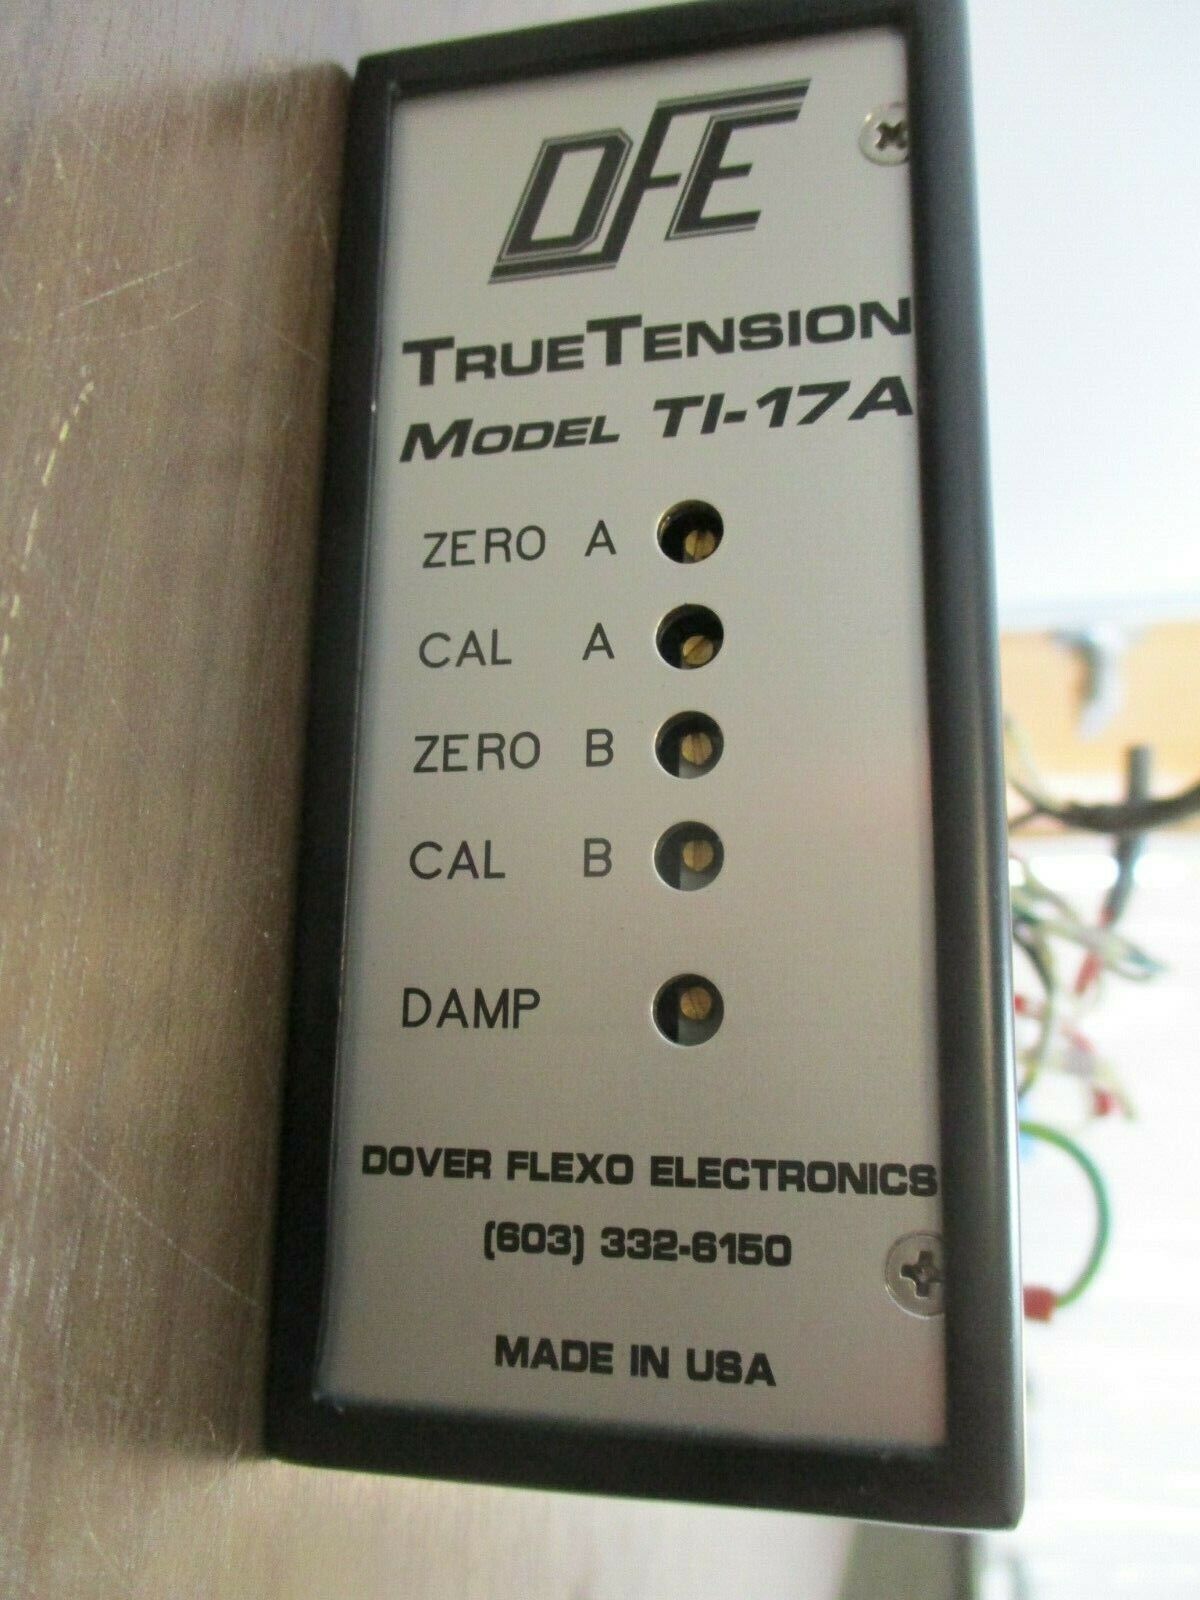 DFE
TRUETENSION
MODEL TI-17A
ZERO A
CAL A
ZERO B
CAL B
DAMP
DOVER FLEXO ELECTRONICS
(603) 332-6150
MADE IN USA